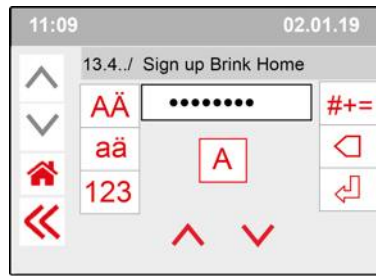 11:09 02.01.19
13.4../ Sign up Brink Home
AÄ •••••••• #+=
aä A
123